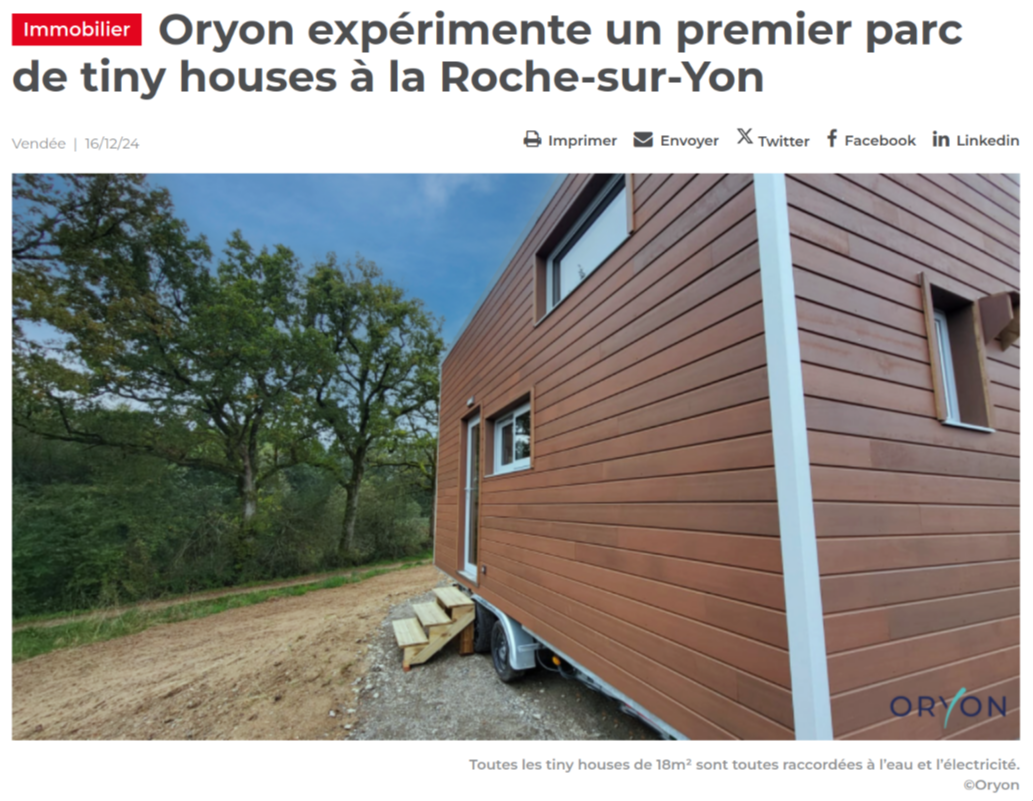 Immobilier Oryon expérimente un premier parc
de tiny houses à la Roche-sur-Yon
Vendée | 16/12/24
Imprimer Envoyer Twitter Facebook Linkedin
ORYON
Toutes les tiny houses de 18m² sont toutes raccordées à l'eau et l'électricité.
©Oryon